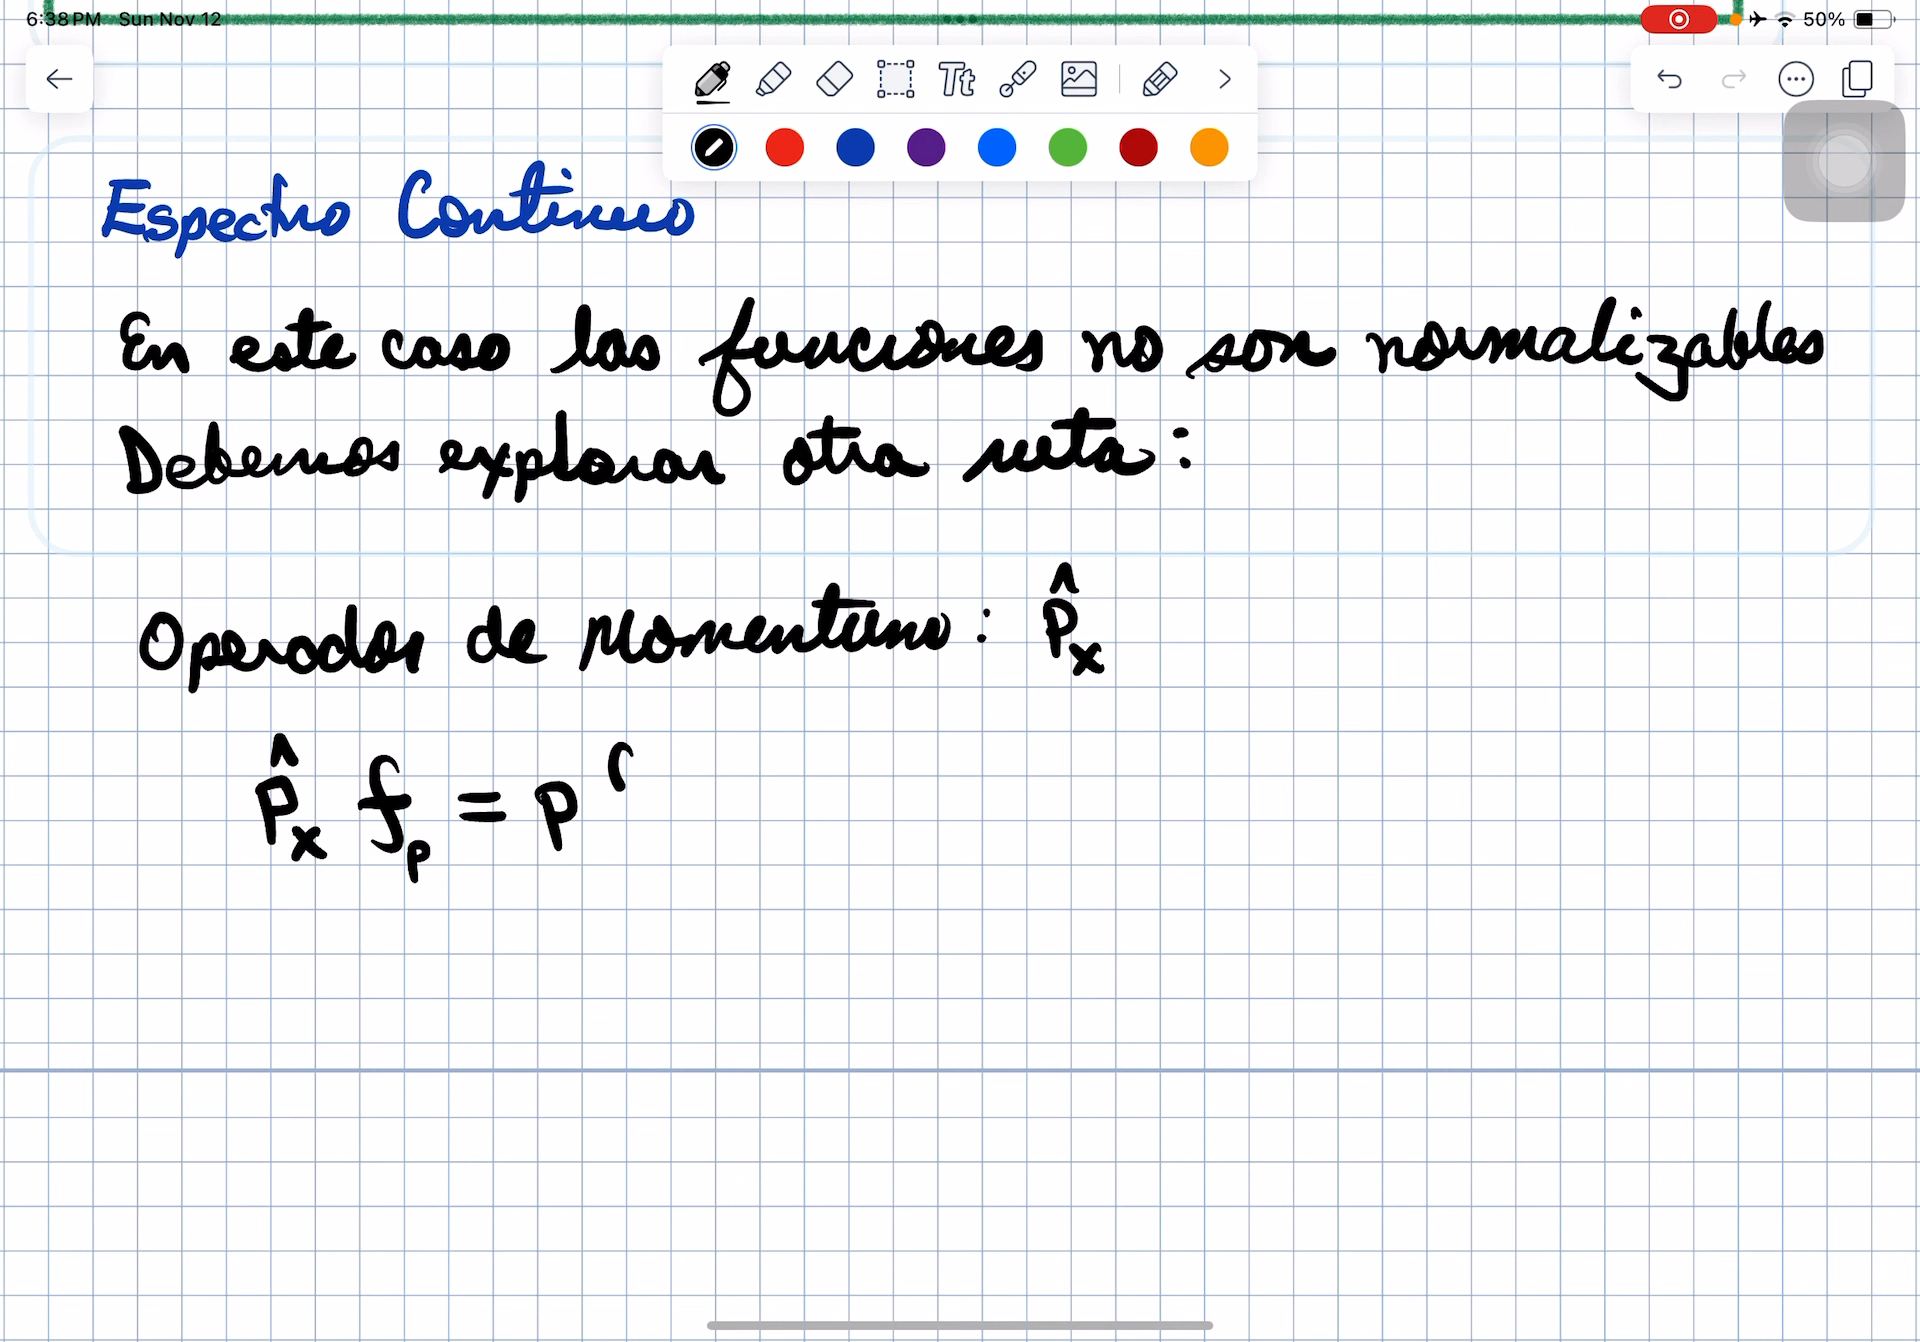 6:38 PM Sun Nov 12 50%
Tt
Espectro Continuo
En este caso las funciones no son normalizables
Debemos explorar otra ruta:
Operador de Momentum: P̂ₓ
P̂ₓ fₚ = p